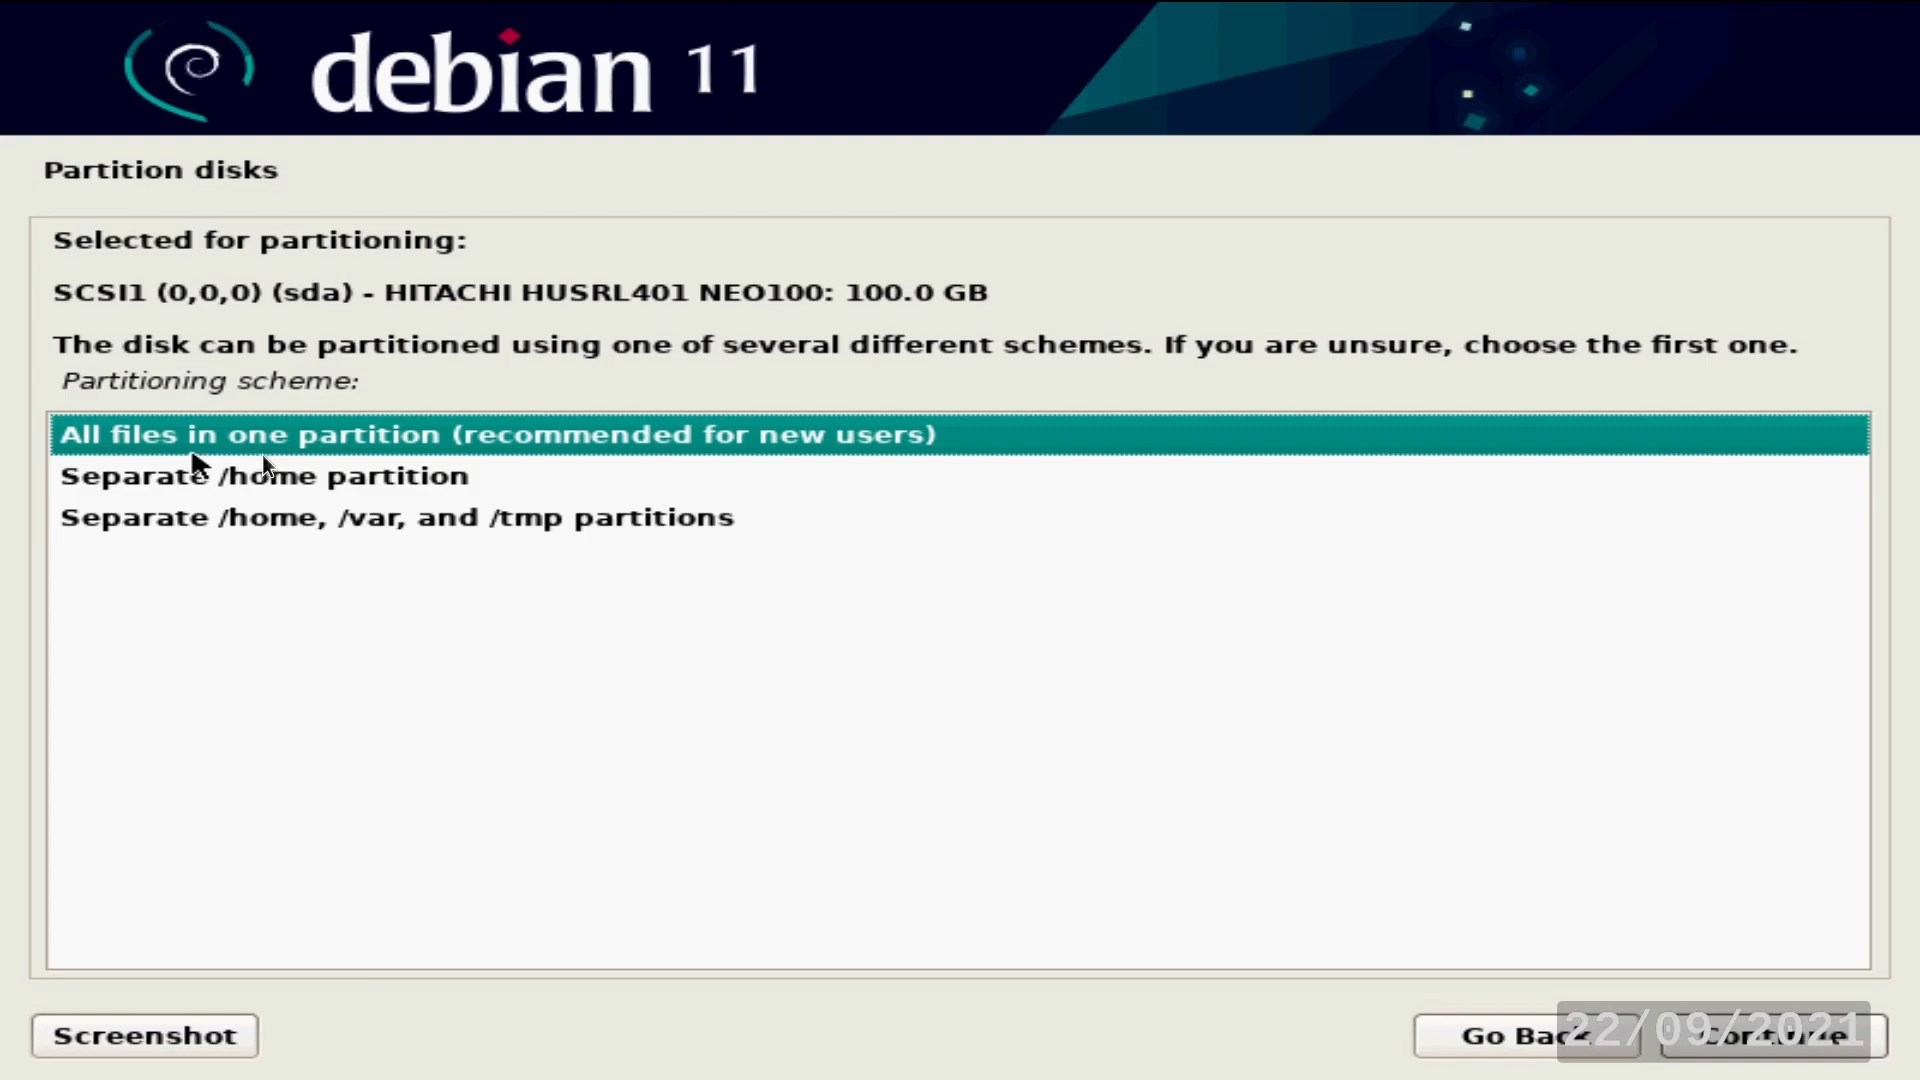 debian 11
Partition disks
Selected for partitioning:
SCSI1 (0,0,0) (sda) - HITACHI HUSRL401 NEO100: 100.0 GB
The disk can be partitioned using one of several different schemes. If you are unsure, choose the first one.
Partitioning scheme:
All files in one partition (recommended for new users)
Separate /home partition
Separate /home, /var, and /tmp partitions
Screenshot
Go Back
Continue
22/09/2021